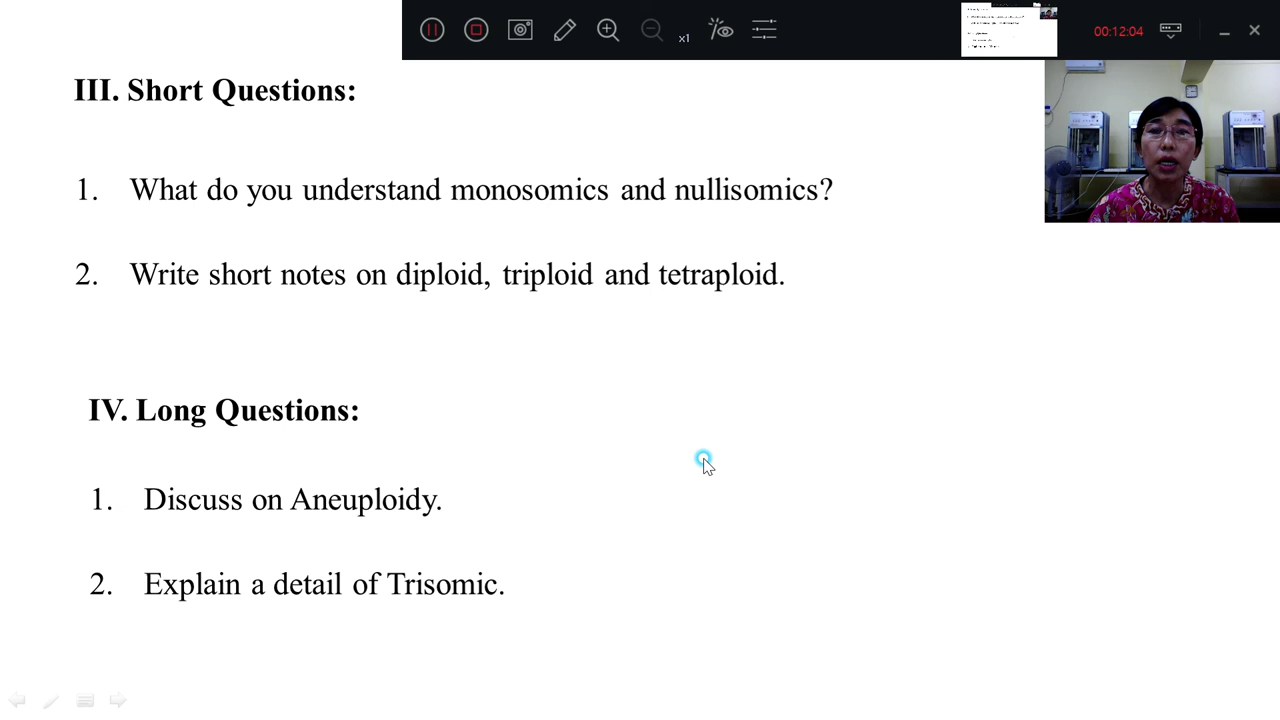 x1
00:12:04
III. Short Questions:
1. What do you understand monosomics and nullisomics?
2. Write short notes on diploid, triploid and tetraploid.
IV. Long Questions:
1. Discuss on Aneuploidy.
2. Explain a detail of Trisomic.